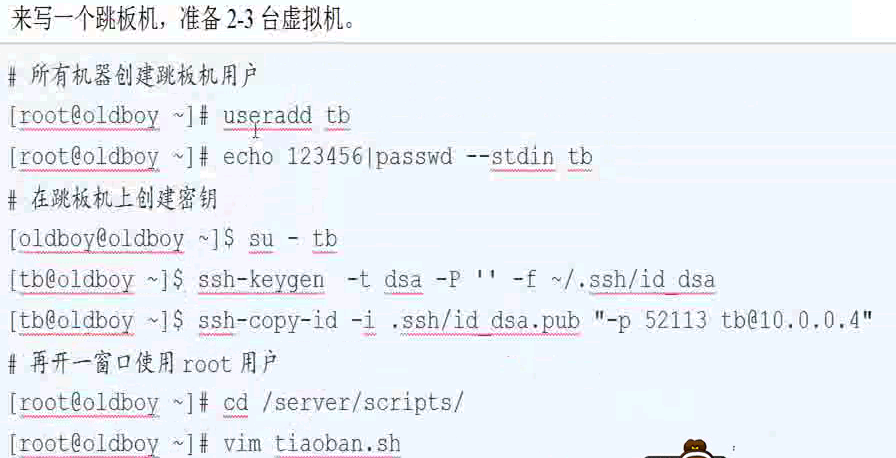 来写一个跳板机，准备 2-3 台虚拟机。
# 所有机器创建跳板机用户
[root@oldboy ~]# useradd tb
[root@oldboy ~]# echo 123456|passwd --stdin tb
# 在跳板机上创建密钥
[oldboy@oldboy ~]$ su - tb
[tb@oldboy ~]$ ssh-keygen  -t dsa -P '' -f ~/.ssh/id_dsa
[tb@oldboy ~]$ ssh-copy-id -i .ssh/id_dsa.pub "-p 52113 tb@10.0.0.4"
# 再开一窗口使用 root 用户
[root@oldboy ~]# cd /server/scripts/
[root@oldboy ~]# vim tiaoban.sh